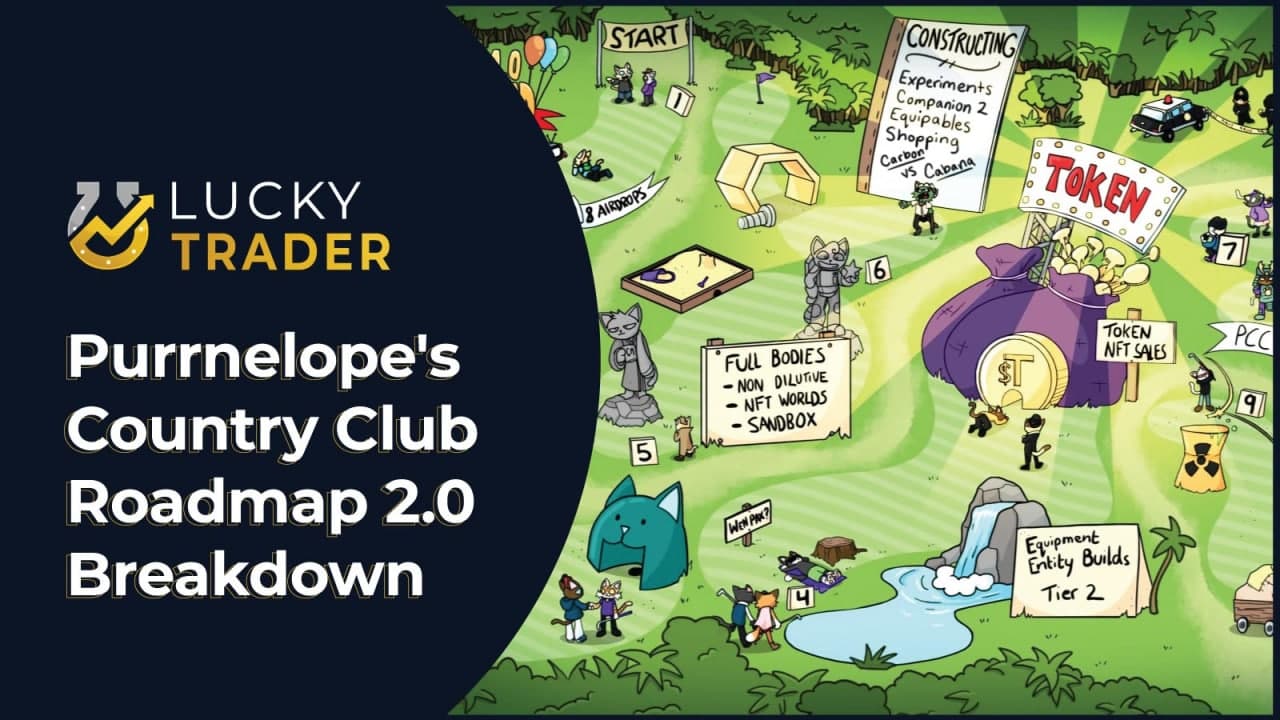 LUCKY
TRADER
Purrnelope's
Country Club
Roadmap 2.0
Breakdown
START
1
8 AIRDROPS
CONSTRUCTING
Experiments
Companion 2
Equipables
Shopping
Carbon
vs Cabana
TOKEN
7
6
TOKEN
NFT SALES
$T
PCC
9
FULL BODIES
- NON DILUTIVE
- NFT WORLDS
- SANDBOX
5
WEN PAX?
4
Equipment
Entity Builds
Tier 2